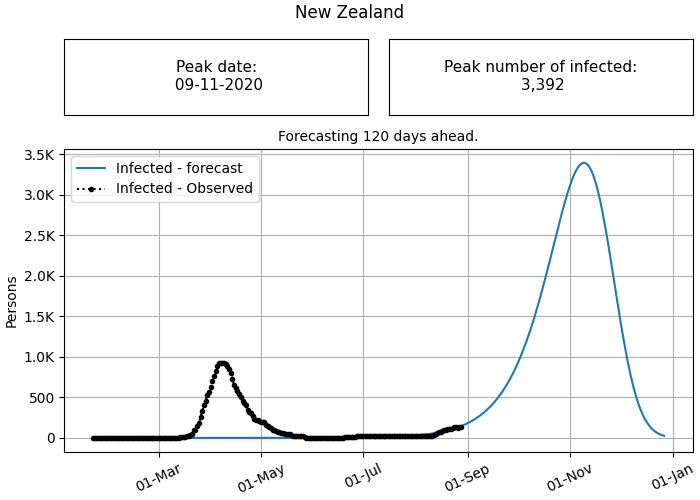 New Zealand
Peak date:
09-11-2020
Peak number of infected:
3,392
Forecasting 120 days ahead.
3.5K
3.0K
2.5K
2.0K
1.5K
1.0K
500
0
Persons
Infected - forecast
Infected - Observed
01-Mar
01-May
01-Jul
01-Sep
01-Nov
01-Jan